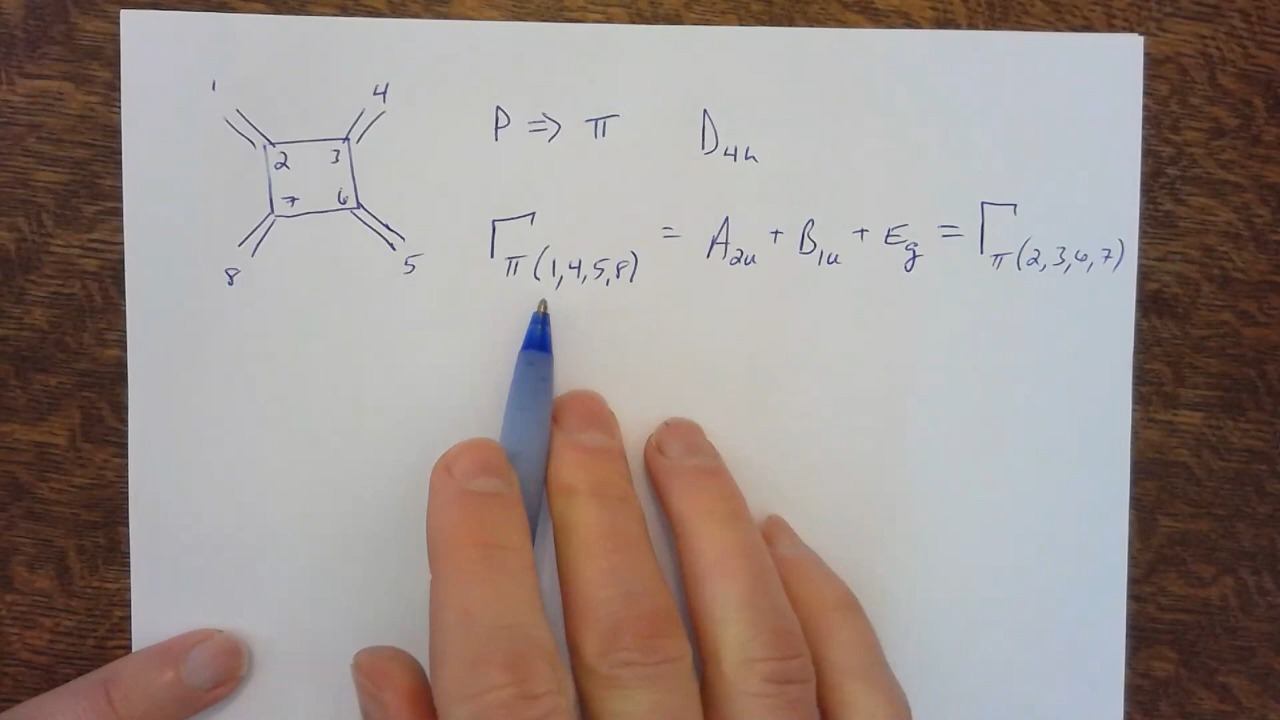 1 4
2 3
7 6
8 5
P ⇒ π D₄ₕ
Γπ(1,4,5,8) = A₂ᵤ + B₁ᵤ + E_g = Γπ(2,3,6,7)